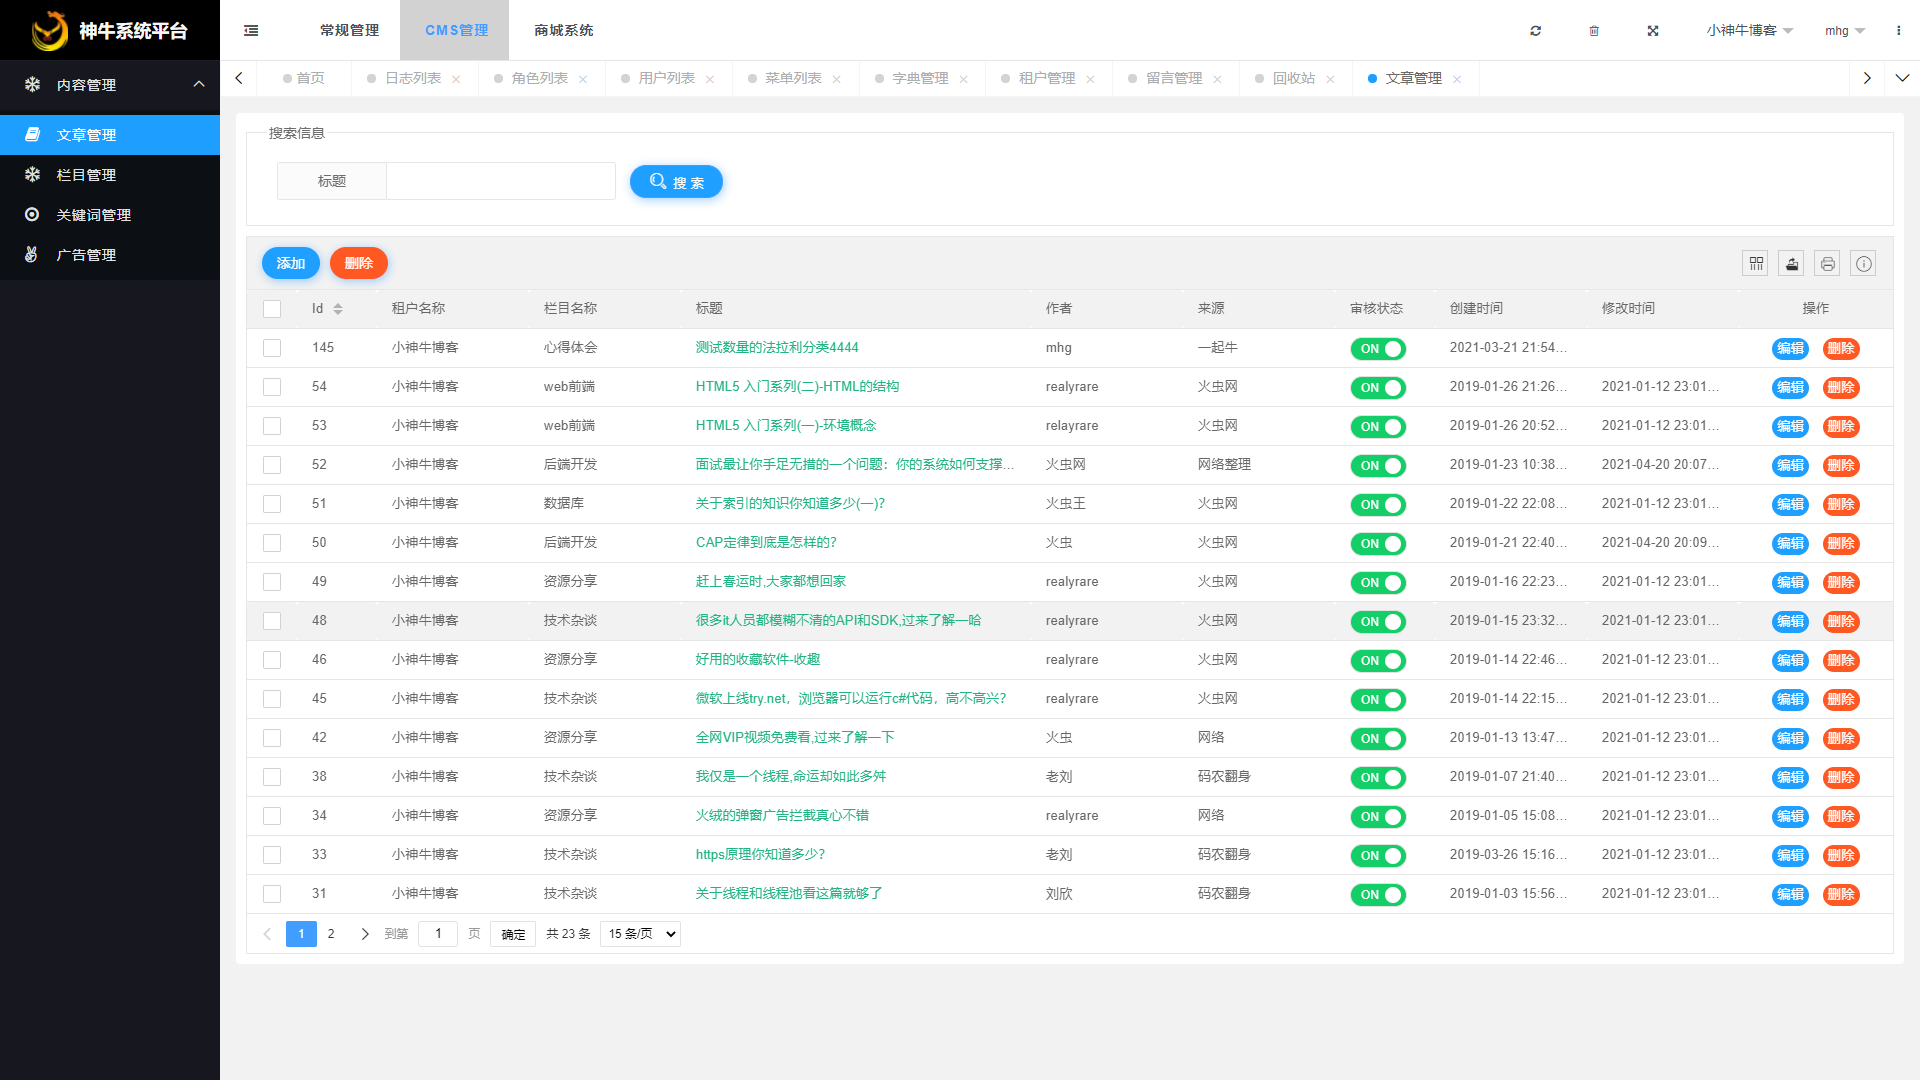 神牛系统平台
常规管理 CMS管理 商城系统 小神牛博客 mhg
内容管理
文章管理
栏目管理
关键词管理
广告管理
首页 日志列表 角色列表 用户列表 菜单列表 字典管理 租户管理 留言管理 回收站 文章管理
搜索信息
标题 搜 索
添加 删除
Id 租户名称 栏目名称 标题 作者 来源 审核状态 创建时间 修改时间 操作
145 小神牛博客 心得体会 测试数量的法拉利分类4444 mhg 一起牛 ON 2021-03-21 21:54... 编辑 删除
54 小神牛博客 web前端 HTML5 入门系列(二)-HTML的结构 realyrare 火虫网 ON 2019-01-26 21:26... 2021-01-12 23:01... 编辑 删除
53 小神牛博客 web前端 HTML5 入门系列(一)-环境概念 relayrare 火虫网 ON 2019-01-26 20:52... 2021-01-12 23:01... 编辑 删除
52 小神牛博客 后端开发 面试最让你手足无措的一个问题：你的系统如何支撑... 火虫网 网络整理 ON 2019-01-23 10:38... 2021-04-20 20:07... 编辑 删除
51 小神牛博客 数据库 关于索引的知识你知道多少(一)? 火虫王 火虫网 ON 2019-01-22 22:08... 2021-01-12 23:01... 编辑 删除
50 小神牛博客 后端开发 CAP定律到底是怎样的? 火虫 火虫网 ON 2019-01-21 22:40... 2021-04-20 20:09... 编辑 删除
49 小神牛博客 资源分享 赶上春运时,大家都想回家 realyrare 火虫网 ON 2019-01-16 22:23... 2021-01-12 23:01... 编辑 删除
48 小神牛博客 技术杂谈 很多it人员都模糊不清的API和SDK,过来了解一哈 realyrare 火虫网 ON 2019-01-15 23:32... 2021-01-12 23:01... 编辑 删除
46 小神牛博客 资源分享 好用的收藏软件-收趣 realyrare 火虫网 ON 2019-01-14 22:46... 2021-01-12 23:01... 编辑 删除
45 小神牛博客 技术杂谈 微软上线try.net，浏览器可以运行c#代码，高不高兴? realyrare 火虫网 ON 2019-01-14 22:15... 2021-01-12 23:01... 编辑 删除
42 小神牛博客 资源分享 全网VIP视频免费看,过来了解一下 火虫 网络 ON 2019-01-13 13:47... 2021-01-12 23:01... 编辑 删除
38 小神牛博客 技术杂谈 我仅是一个线程,命运却如此多舛 老刘 码农翻身 ON 2019-01-07 21:40... 2021-01-12 23:01... 编辑 删除
34 小神牛博客 资源分享 火绒的弹窗广告拦截真心不错 realyrare 网络 ON 2019-01-05 15:08... 2021-01-12 23:01... 编辑 删除
33 小神牛博客 技术杂谈 https原理你知道多少? 老刘 码农翻身 ON 2019-03-26 15:16... 2021-01-12 23:01... 编辑 删除
31 小神牛博客 技术杂谈 关于线程和线程池看这篇就够了 刘欣 码农翻身 ON 2019-01-03 15:56... 2021-01-12 23:01... 编辑 删除
1 2 到第 1 页 确定 共 23 条 15 条/页